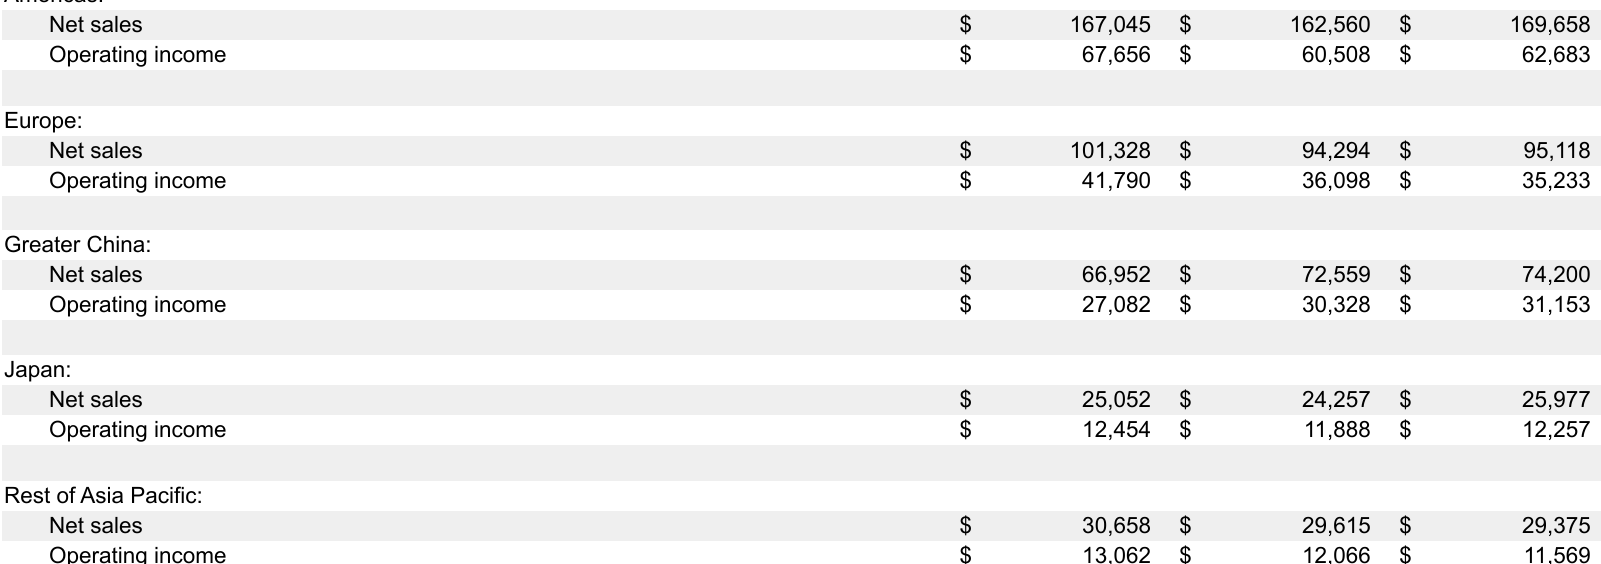 Net sales $ 167,045 $ 162,560 $ 169,658
Operating income $ 67,656 $ 60,508 $ 62,683
Europe:
Net sales $ 101,328 $ 94,294 $ 95,118
Operating income $ 41,790 $ 36,098 $ 35,233
Greater China:
Net sales $ 66,952 $ 72,559 $ 74,200
Operating income $ 27,082 $ 30,328 $ 31,153
Japan:
Net sales $ 25,052 $ 24,257 $ 25,977
Operating income $ 12,454 $ 11,888 $ 12,257
Rest of Asia Pacific:
Net sales $ 30,658 $ 29,615 $ 29,375
Operating income $ 13,062 $ 12,066 $ 11,569